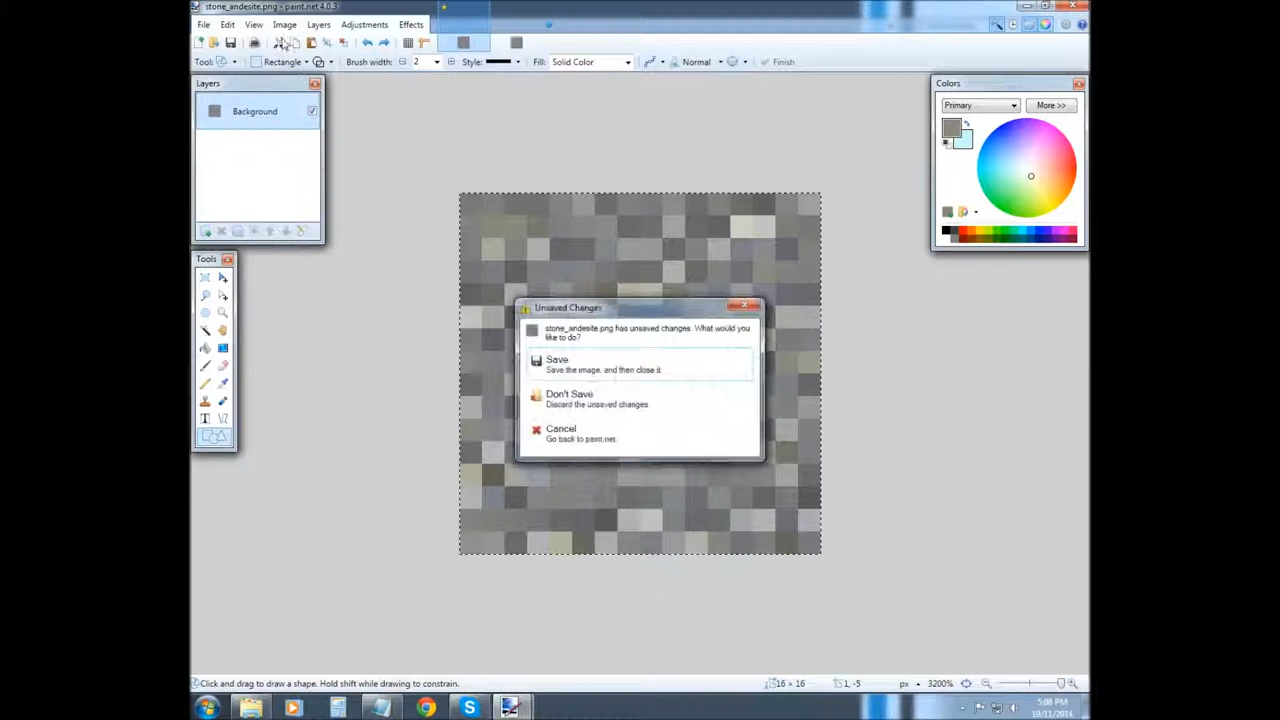 stone_andesite.png - paint.net 4.0.3
File Edit View Image Layers Adjustments Effects
Tool: Rectangle Brush width: 2 Style: Fill: Solid Color Normal Finish
Layers
Background
Tools
Colors
Primary More >>
Unsaved Changes
stone_andesite.png has unsaved changes. What would you
like to do?
Save
Save the image, and then close it.
Don't Save
Discard the unsaved changes.
Cancel
Go back to paint.net.
Click and drag to draw a shape. Hold shift while drawing to constrain. 16 × 16 1, -5 px 3200%
5:08 PM
19/11/2014